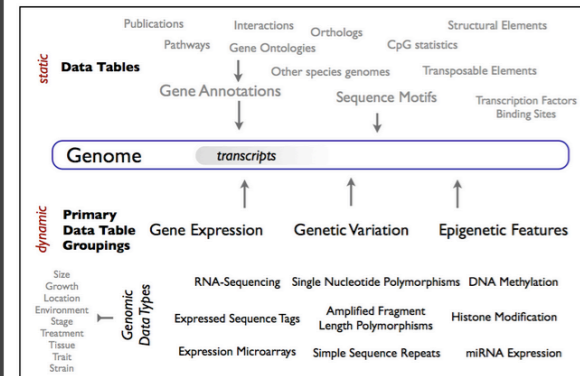 Publications
Interactions
Orthologs
Structural Elements
Pathways
Gene Ontologies
CpG statistics
static
Data Tables
Other species genomes
Transposable Elements
Gene Annotations
Sequence Motifs
Transcription Factors
Binding Sites
Genome
transcripts
dynamic
Primary
Data Table
Groupings
Gene Expression
Genetic Variation
Epigenetic Features
Size
Growth
Location
Environment
Stage
Treatment
Tissue
Trait
Strain
Genomic
Data Types
RNA-Sequencing
Single Nucleotide Polymorphisms
DNA Methylation
Expressed Sequence Tags
Amplified Fragment
Length Polymorphisms
Histone Modification
Expression Microarrays
Simple Sequence Repeats
miRNA Expression